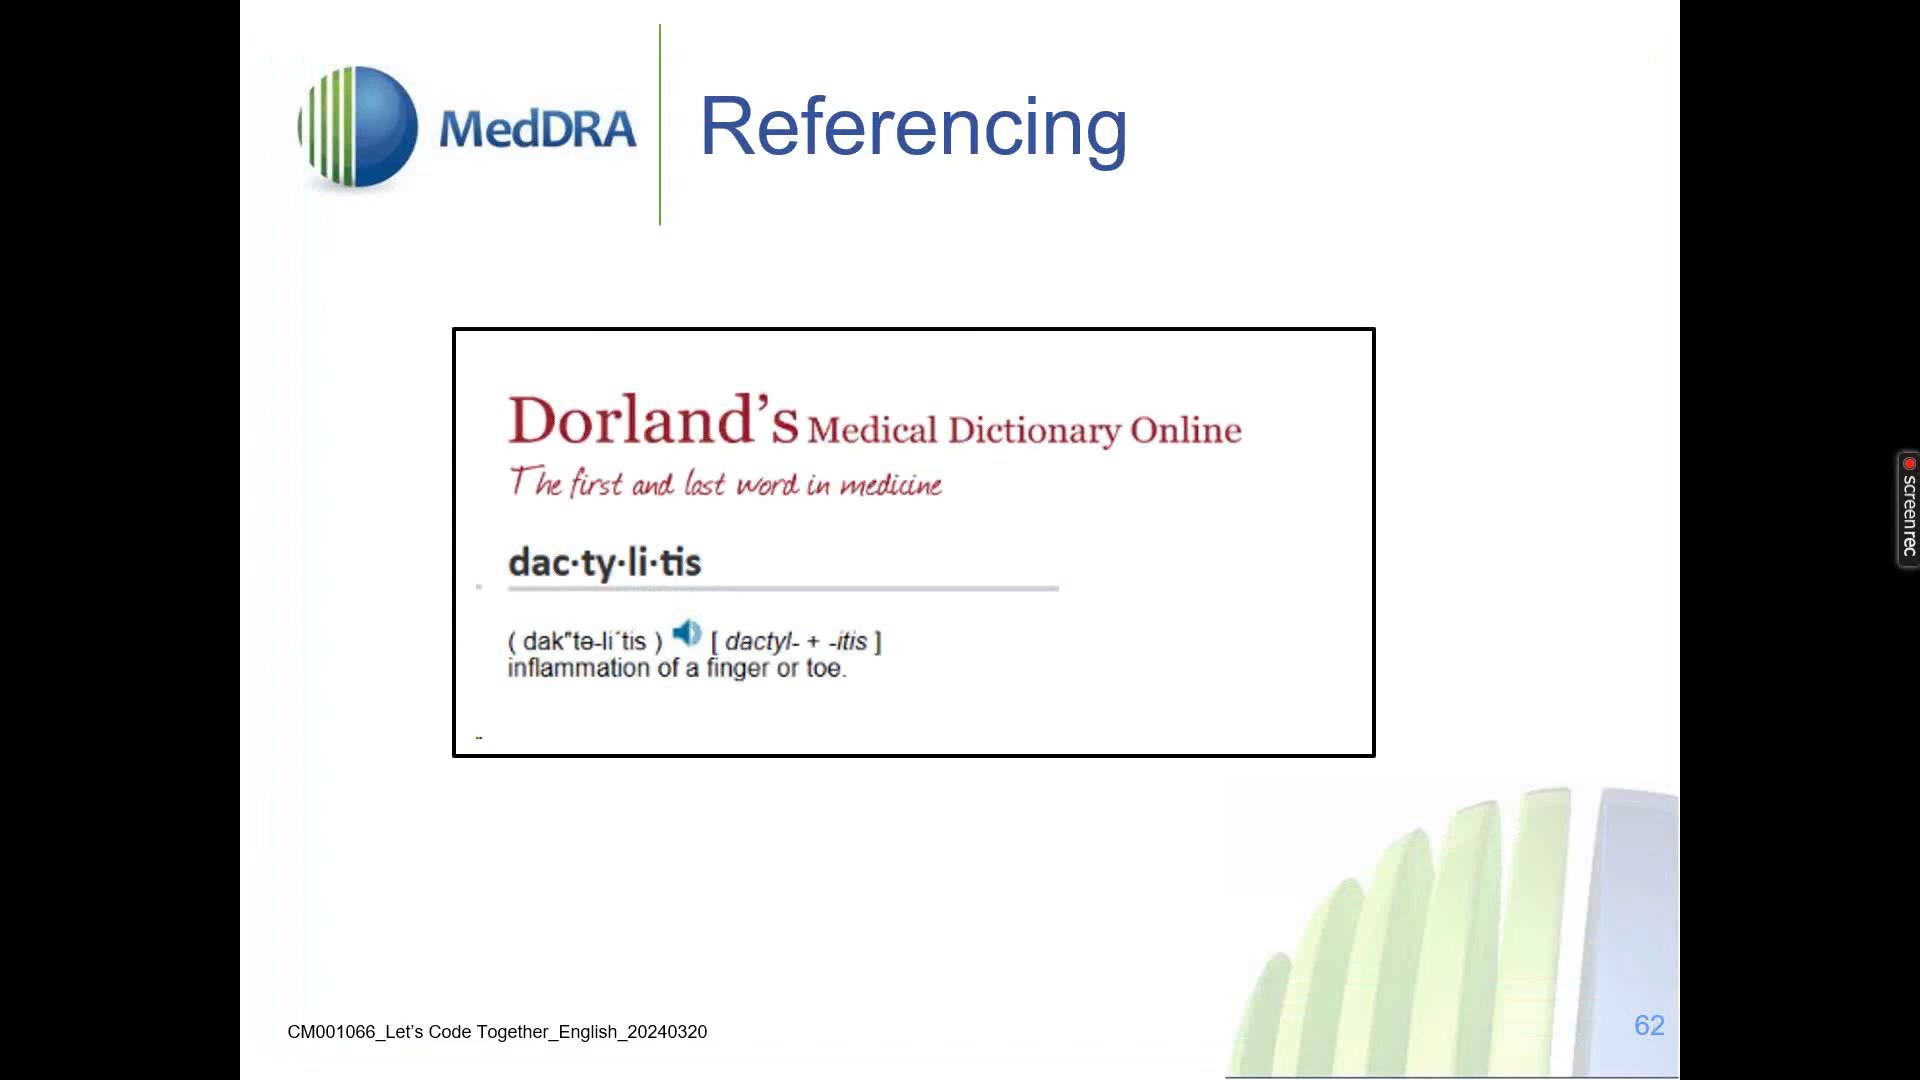 MedDRA
Referencing
Dorland's Medical Dictionary Online
The first and last word in medicine
dac·ty·li·tis
( dak″tə-li´tis ) [ dactyl- + -itis ]
inflammation of a finger or toe.
CM001066_Let’s Code Together_English_20240320
62
screenrec